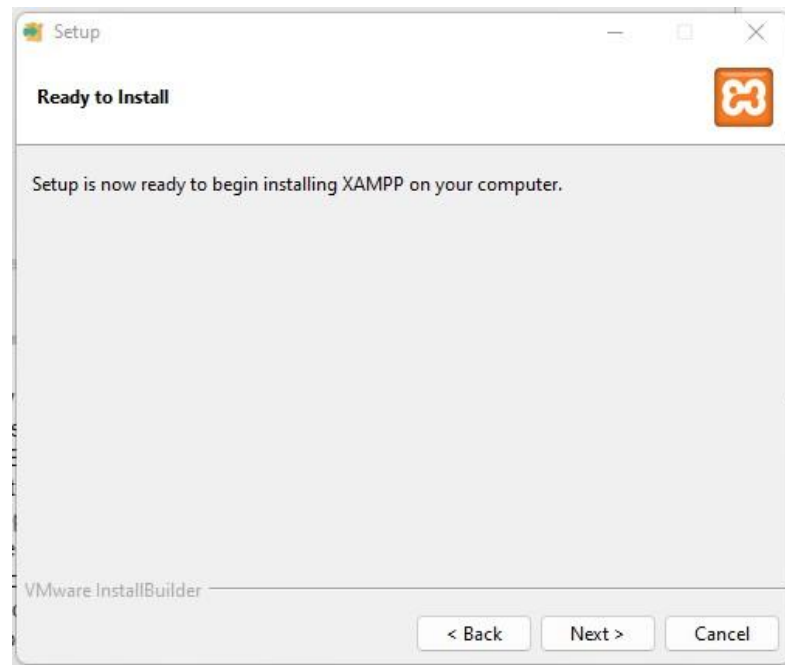 Setup
Ready to Install
Setup is now ready to begin installing XAMPP on your computer.
VMware InstallBuilder
< Back Next > Cancel